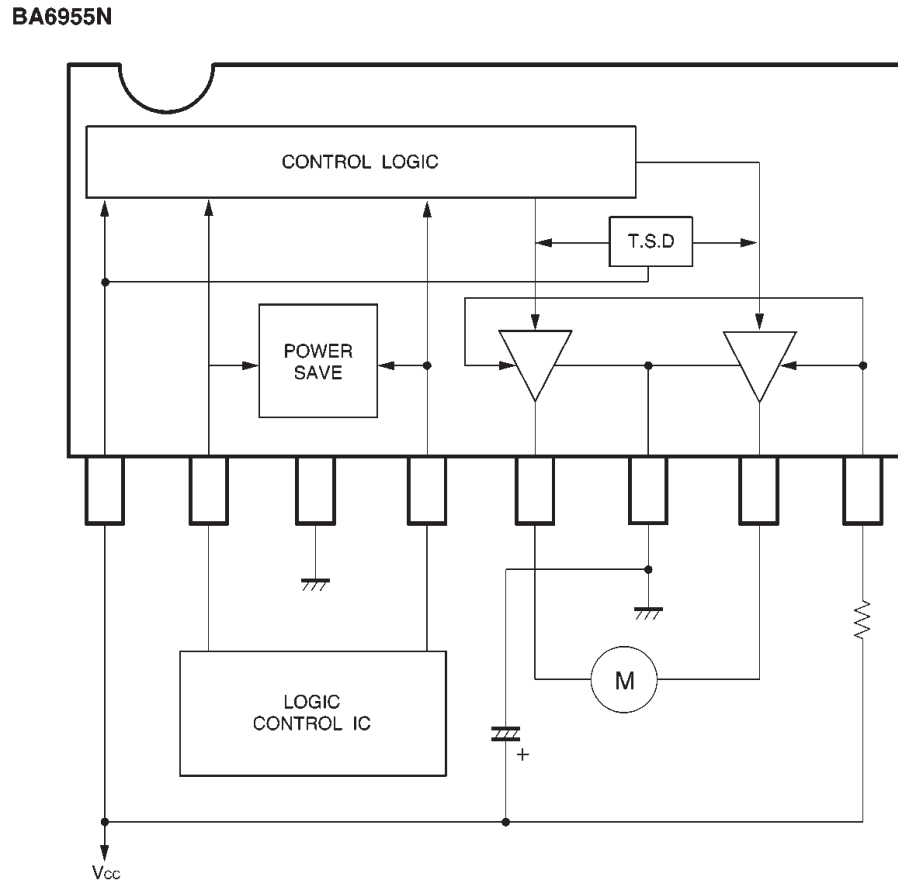 BA6955N
CONTROL LOGIC
T.S.D
POWER
SAVE
LOGIC
CONTROL IC
M
+
Vcc